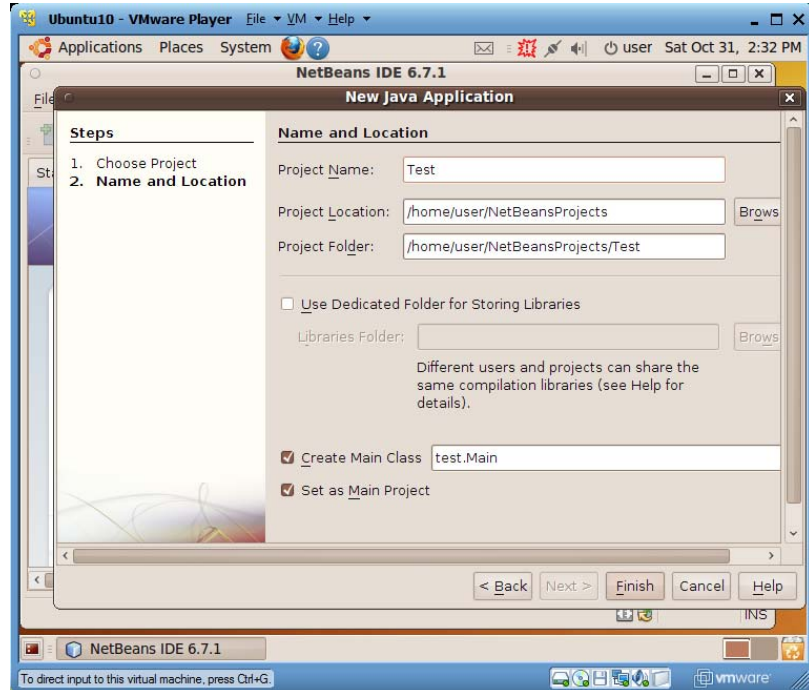 Ubuntu10 - VMware Player File VM Help
Applications Places System user Sat Oct 31, 2:32 PM
NetBeans IDE 6.7.1
File
New Java Application
Steps
1. Choose Project
2. Name and Location
Name and Location
Project Name: Test
Project Location: /home/user/NetBeansProjects Brows
Project Folder: /home/user/NetBeansProjects/Test
Use Dedicated Folder for Storing Libraries
Libraries Folder: Brows
Different users and projects can share the
same compilation libraries (see Help for
details).
Create Main Class test.Main
Set as Main Project
< Back Next > Finish Cancel Help
INS
NetBeans IDE 6.7.1
To direct input to this virtual machine, press Ctrl+G.
vmware